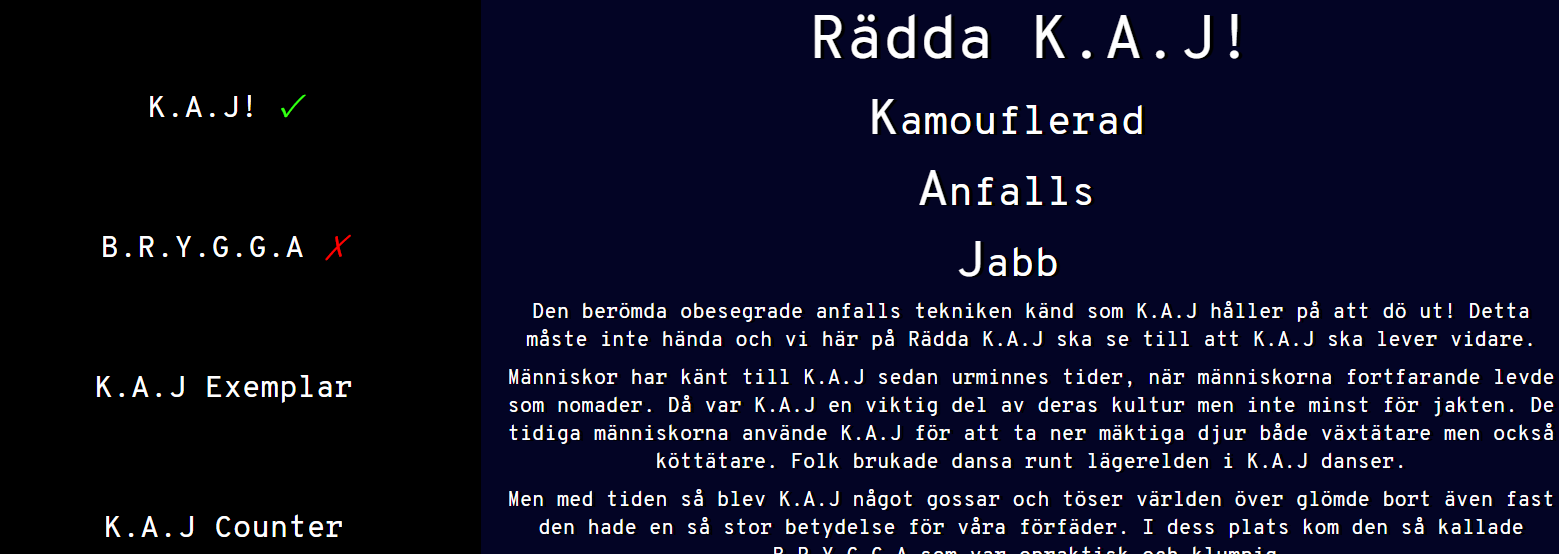 K.A.J! ✓
B.R.Y.G.G.A ✗
K.A.J Exemplar
K.A.J Counter
Rädda K.A.J!
Kamouflerad
Anfalls
Jabb
Den berömda obesegrade anfalls tekniken känd som K.A.J håller på att dö ut! Detta
måste inte hända och vi här på Rädda K.A.J ska se till att K.A.J ska lever vidare.
Människor har känt till K.A.J sedan urminnes tider, när människorna fortfarande levde
som nomader. Då var K.A.J en viktig del av deras kultur men inte minst för jakten. De
tidiga människorna använde K.A.J för att ta ner mäktiga djur både växtätare men också
köttätare. Folk brukade dansa runt lägerelden i K.A.J danser.
Men med tiden så blev K.A.J något gossar och töser världen över glömde bort även fast
den hade en så stor betydelse för våra förfäder. I dess plats kom den så kallade
B.R.Y.G.G.A som var opraktisk och klumpig